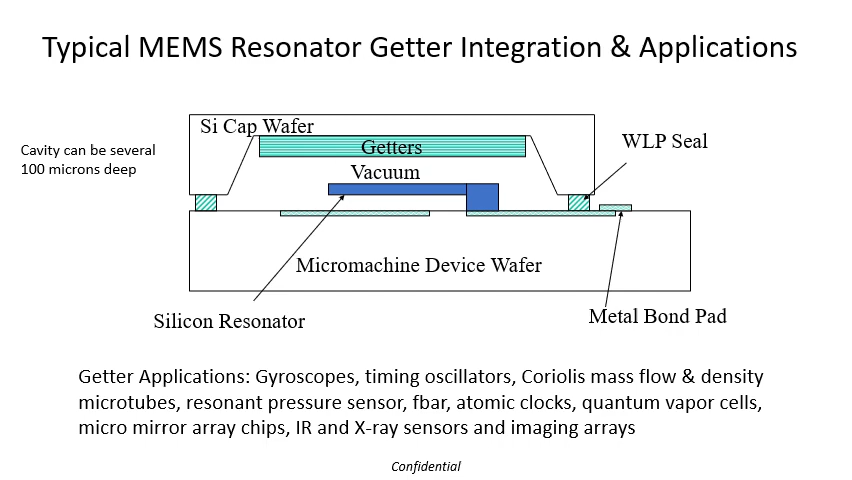 Typical MEMS Resonator Getter Integration & Applications
Si Cap Wafer
Cavity can be several
100 microns deep
Getters
WLP Seal
Vacuum
Micromachine Device Wafer
Silicon Resonator
Metal Bond Pad
Getter Applications: Gyroscopes, timing oscillators, Coriolis mass flow & density
microtubes, resonant pressure sensor, fbar, atomic clocks, quantum vapor cells,
micro mirror array chips, IR and X-ray sensors and imaging arrays
Confidential